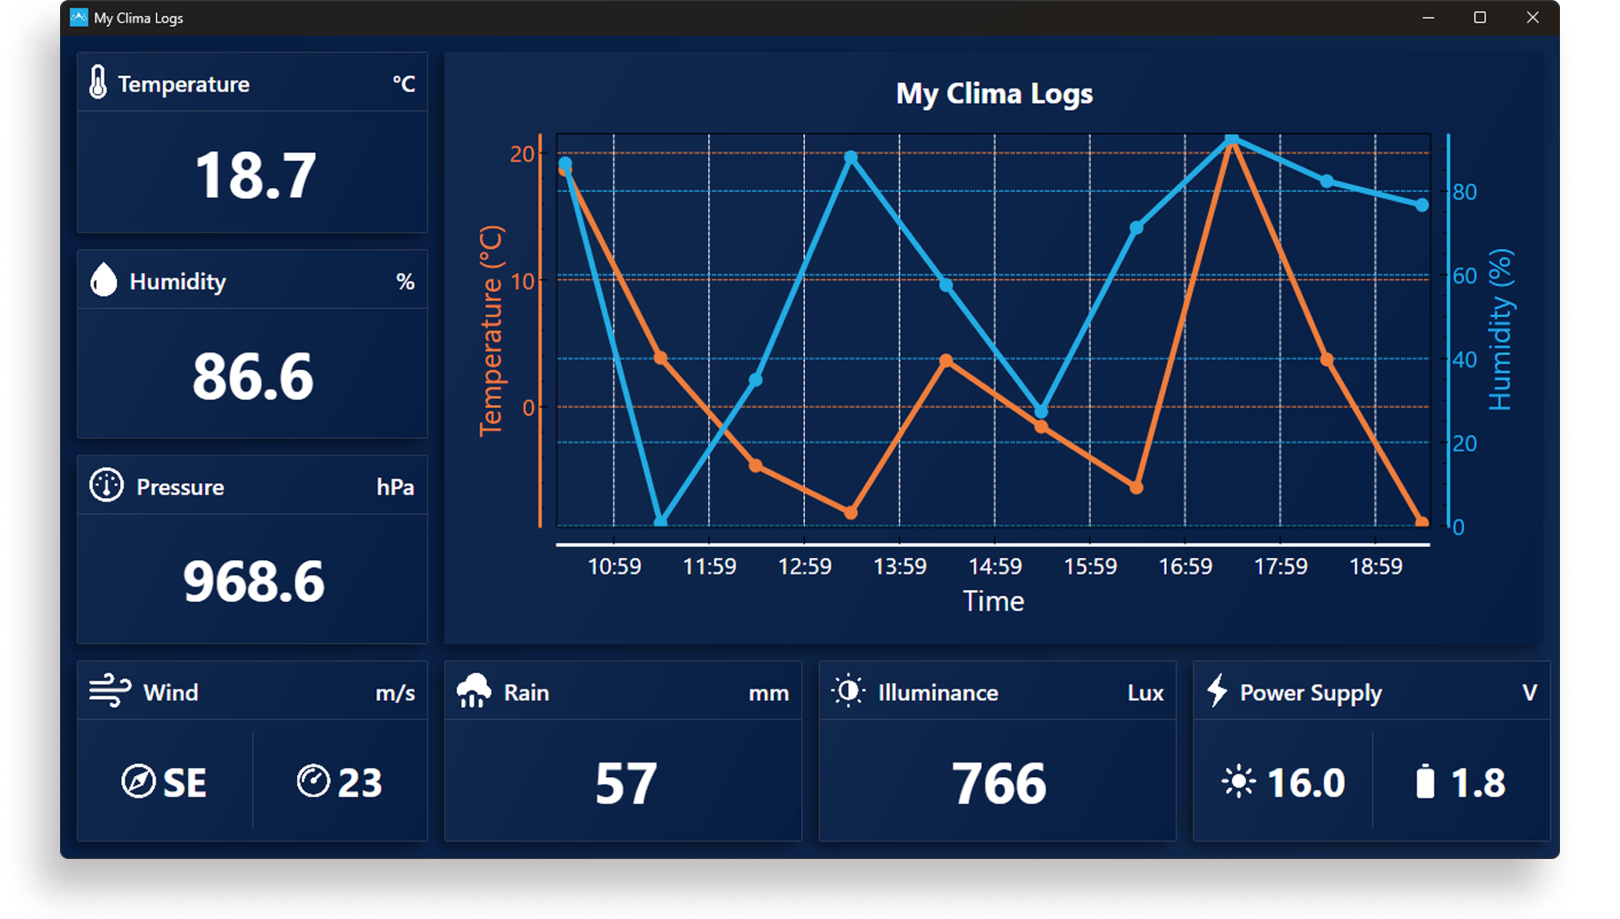 My Clima Logs
Temperature °C
18.7
Humidity %
86.6
Pressure hPa
968.6
My Clima Logs
Temperature (°C)
20
10
0
80
60
40
20
0
Humidity (%)
10:59 11:59 12:59 13:59 14:59 15:59 16:59 17:59 18:59
Time
Wind m/s
SE 23
Rain mm
57
Illuminance Lux
766
Power Supply V
16.0 1.8